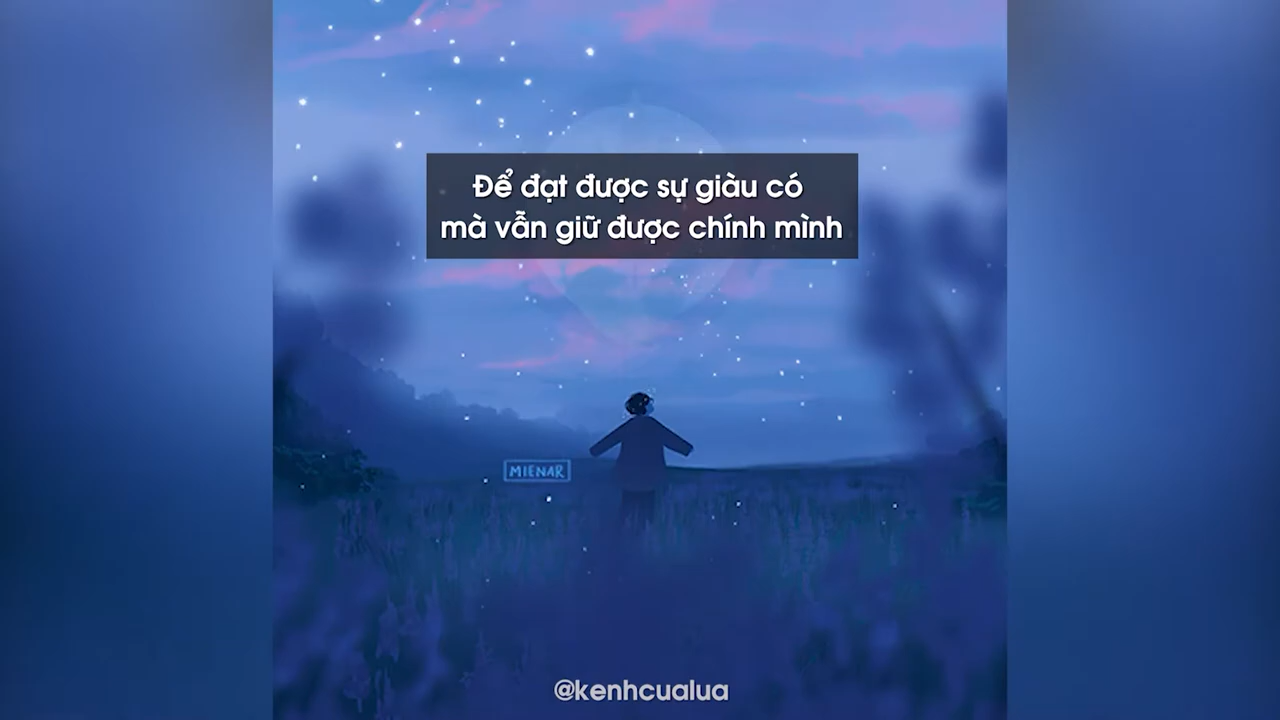 Để đạt được sự giàu có
mà vẫn giữ được chính mình
MIENAR
@kenhcualua